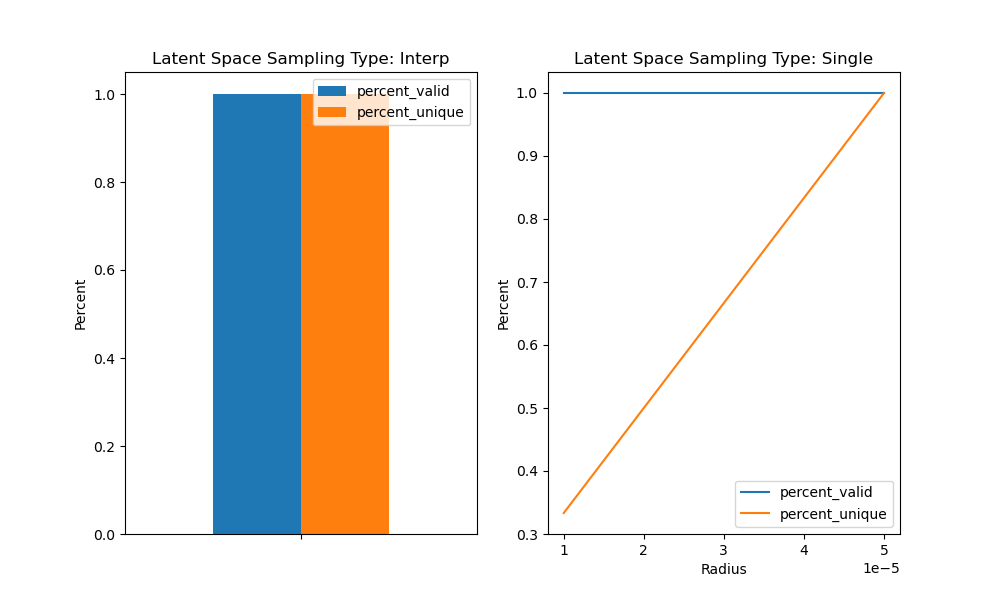 Latent Space Sampling Type: Interp
percent_valid
percent_unique
1.0
0.8
0.6
0.4
0.2
0.0
Percent
Latent Space Sampling Type: Single
1.0
0.9
0.8
0.7
0.6
0.5
0.4
0.3
Percent
percent_valid
percent_unique
1 2 3 4 5
1e−5
Radius